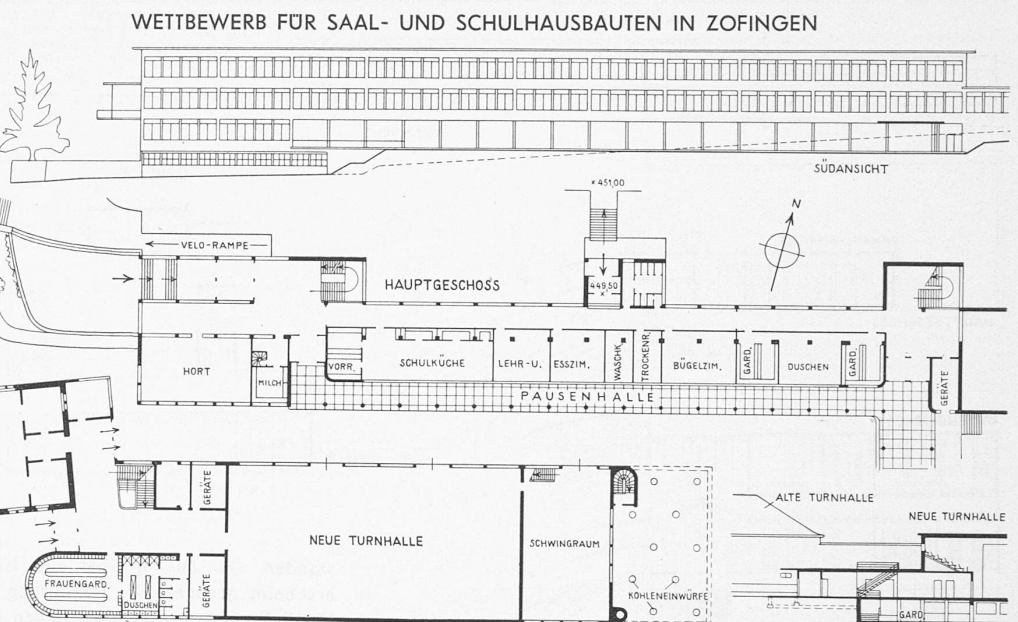 WETTBEWERB FÜR SAAL- UND SCHULHAUSBAUTEN IN ZOFINGEN
SÜDANSICHT
× 451,00
N
VELO-RAMPE
HAUPTGESCHOSS
449,50
×
HORT
MILCH
VORR.
SCHULKÜCHE
LEHR-U.
ESSZIM.
WASCHK.
TROCKENR.
BÜGELZIM.
GARD.
DUSCHEN
GARD.
GERÄTE
PAUSENHALLE
GERÄTE
NEUE TURNHALLE
SCHWINGRAUM
FRAUENGARD.
DUSCHEN
GERÄTE
KOHLENEINWÜRFE
ALTE TURNHALLE
NEUE TURNHALLE
GARD.